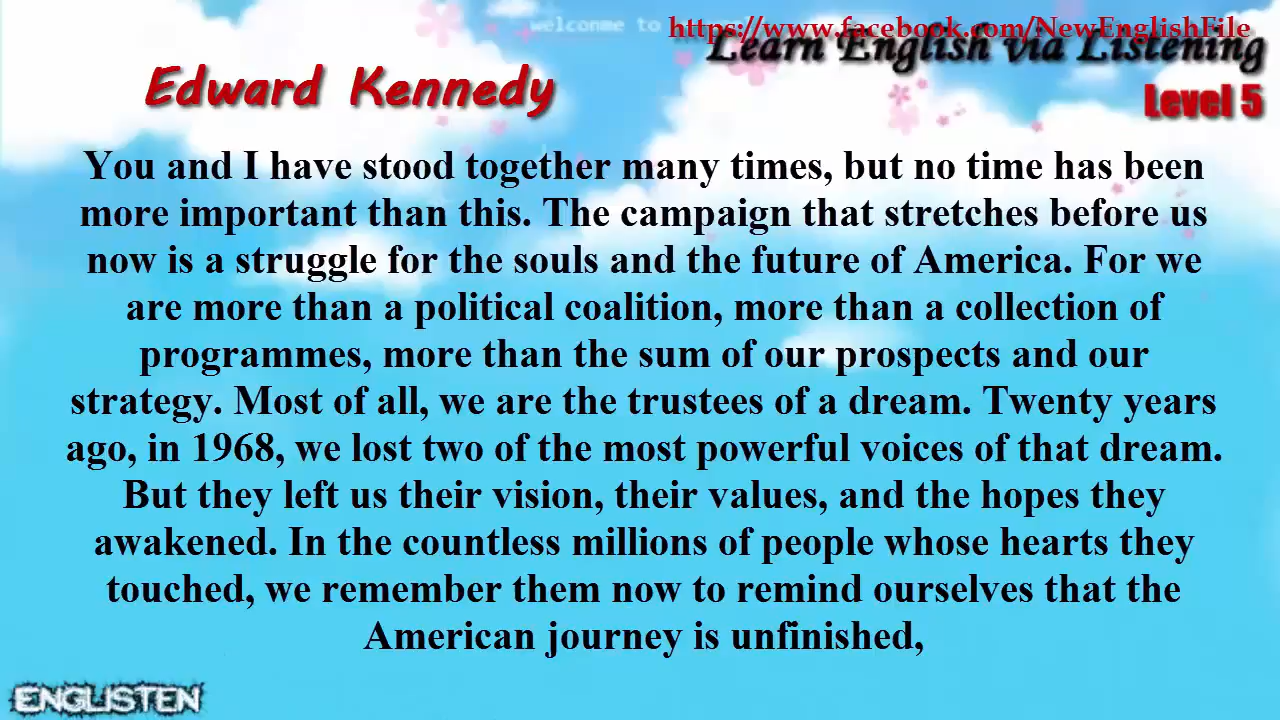 welconme to
https://www.facebook.com/NewEnglishFile
Learn English via Listening
Level 5
Edward Kennedy
You and I have stood together many times, but no time has been
more important than this. The campaign that stretches before us
now is a struggle for the souls and the future of America. For we
are more than a political coalition, more than a collection of
programmes, more than the sum of our prospects and our
strategy. Most of all, we are the trustees of a dream. Twenty years
ago, in 1968, we lost two of the most powerful voices of that dream.
But they left us their vision, their values, and the hopes they
awakened. In the countless millions of people whose hearts they
touched, we remember them now to remind ourselves that the
American journey is unfinished,
ENGLISTEN